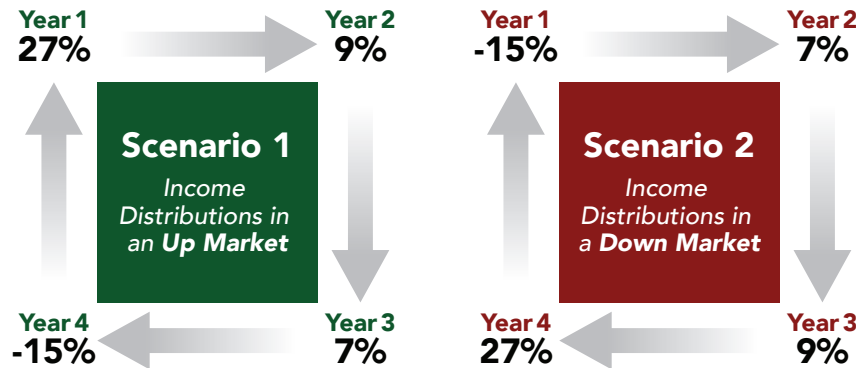 Year 1
27%
Year 2
9%
Scenario 1
Income
Distributions in
an Up Market
Year 4
-15%
Year 3
7%
Year 1
-15%
Year 2
7%
Scenario 2
Income
Distributions in
a Down Market
Year 4
27%
Year 3
9%